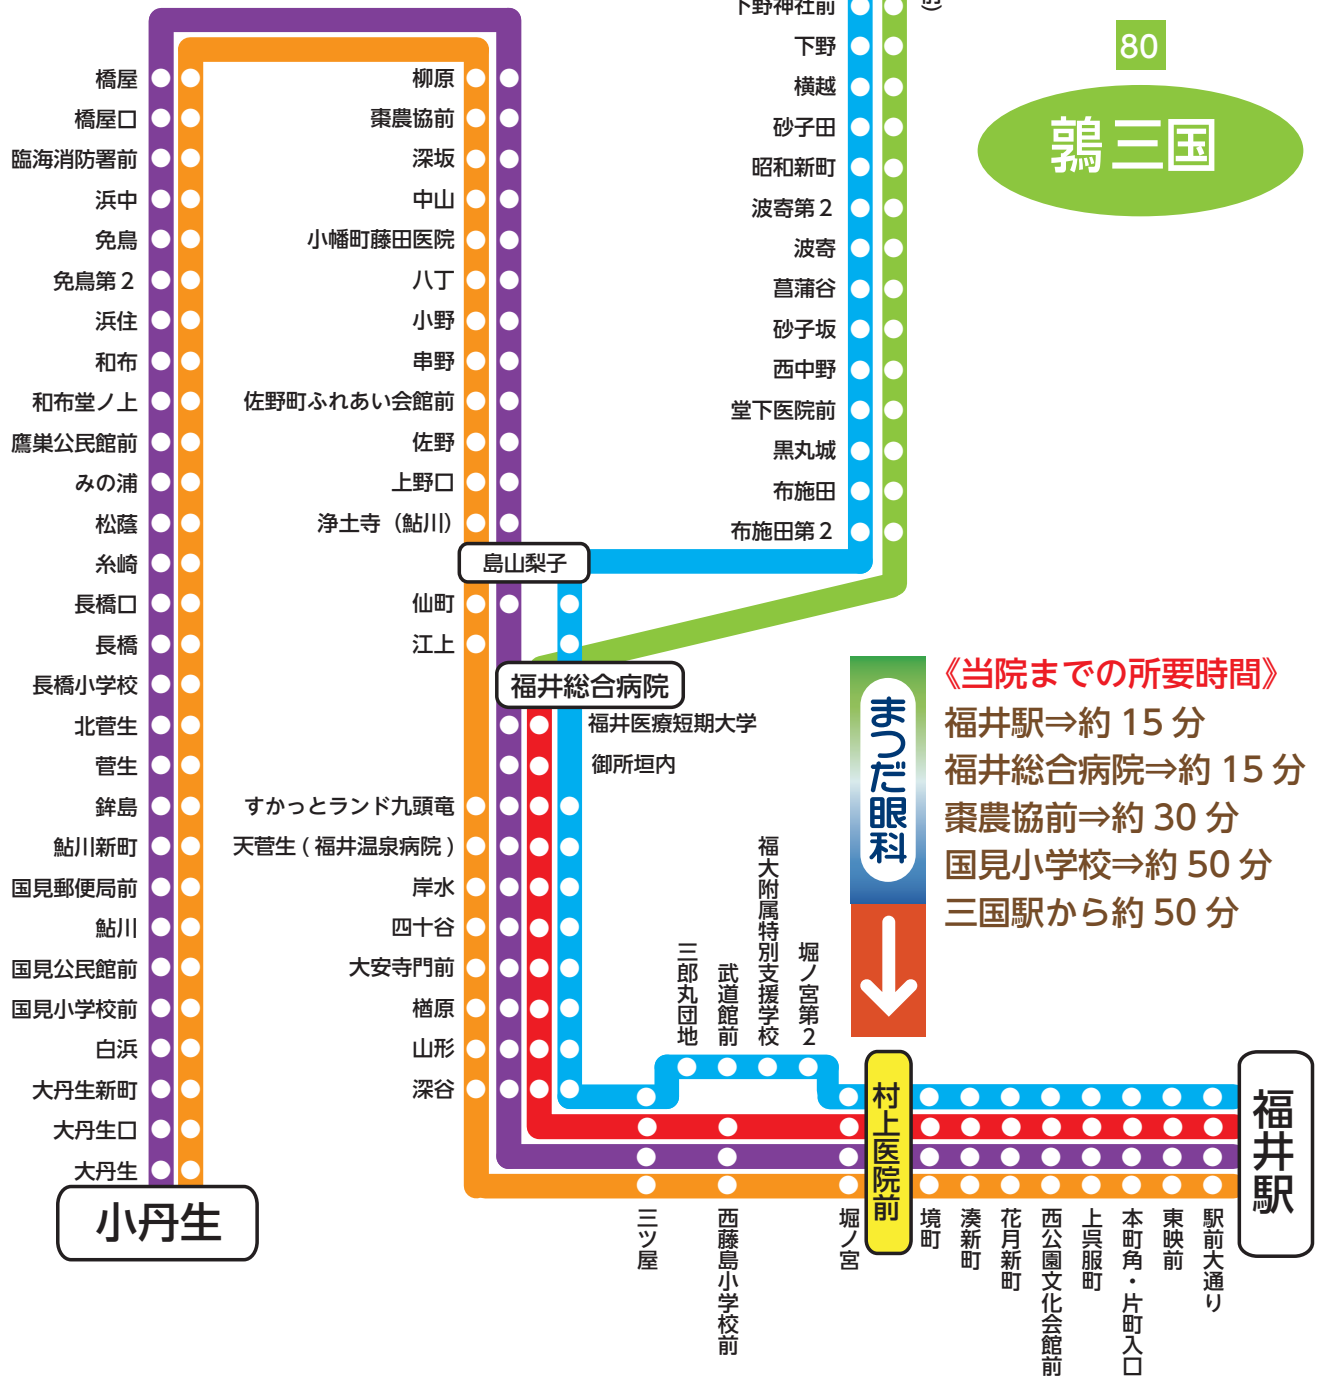 橋屋
橋屋口
臨海消防署前
浜中
免鳥
免鳥第2
浜住
和布
和布堂ノ上
鷹巣公民館前
みの浦
松蔭
糸崎
長橋口
長橋
長橋小学校
北菅生
菅生
鉾島
鮎川新町
国見郵便局前
鮎川
国見公民館前
国見小学校前
白浜
大丹生新町
大丹生口
大丹生
小丹生
柳原
棗農協前
深坂
中山
小幡町藤田医院
八丁
小野
串野
佐野町ふれあい会館前
佐野
上野口
浄土寺(鮎川)
島山梨子
仙町
江上
福井総合病院
福井医療短期大学
御所垣内
すかっとランド九頭竜
天菅生(福井温泉病院)
岸水
四十谷
大安寺門前
楢原
山形
深谷
下野神社前
下野
横越
砂子田
昭和新町
波寄第2
波寄
菖蒲谷
砂子坂
西中野
堂下医院前
黒丸城
布施田
布施田第2
80
鶉三国
まつだ眼科
《当院までの所要時間》
福井駅⇒約15分
福井総合病院⇒約15分
棗農協前⇒約30分
国見小学校⇒約50分
三国駅から約50分
三郎丸団地
武道館前
福大附属特別支援学校
堀ノ宮第2
三ツ屋
西藤島小学校前
堀ノ宮
村上医院前
境町
湊新町
花月新町
西公園文化会館前
上呉服町
本町角・片町入口
東映前
駅前大通り
福井駅